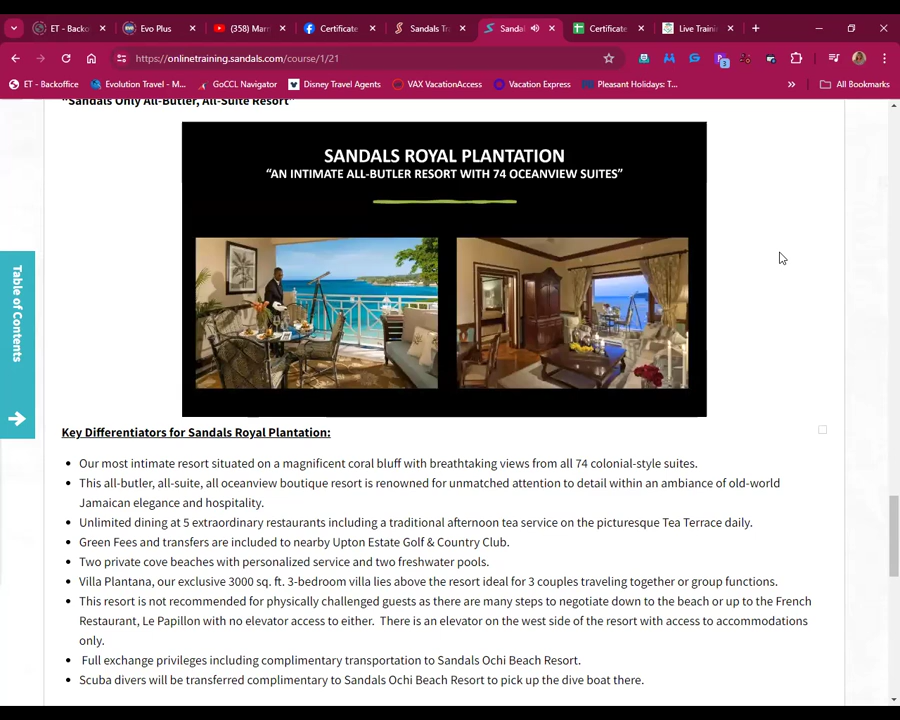 ET - Backo
Evo Plus
(358) Marr
Certificate
Sandals Tr
Sandal
Certificate
Live Traini
https://onlinetraining.sandals.com/course/1/21
3
ET - Backoffice
Evolution Travel - M...
GoCCL Navigator
Disney Travel Agents
VAX VacationAccess
Vacation Express
Pleasant Holidays: T...
»
All Bookmarks
"Sandals Only All-Butler, All-Suite Resort"
SANDALS ROYAL PLANTATION
"AN INTIMATE ALL-BUTLER RESORT WITH 74 OCEANVIEW SUITES"
Table of Contents
Key Differentiators for Sandals Royal Plantation:
• Our most intimate resort situated on a magnificent coral bluff with breathtaking views from all 74 colonial-style suites.
• This all-butler, all-suite, all oceanview boutique resort is renowned for unmatched attention to detail within an ambiance of old-world
Jamaican elegance and hospitality.
• Unlimited dining at 5 extraordinary restaurants including a traditional afternoon tea service on the picturesque Tea Terrace daily.
• Green Fees and transfers are included to nearby Upton Estate Golf & Country Club.
• Two private cove beaches with personalized service and two freshwater pools.
• Villa Plantana, our exclusive 3000 sq. ft. 3-bedroom villa lies above the resort ideal for 3 couples traveling together or group functions.
• This resort is not recommended for physically challenged guests as there are many steps to negotiate down to the beach or up to the French
Restaurant, Le Papillon with no elevator access to either. There is an elevator on the west side of the resort with access to accommodations
only.
• Full exchange privileges including complimentary transportation to Sandals Ochi Beach Resort.
• Scuba divers will be transferred complimentary to Sandals Ochi Beach Resort to pick up the dive boat there.